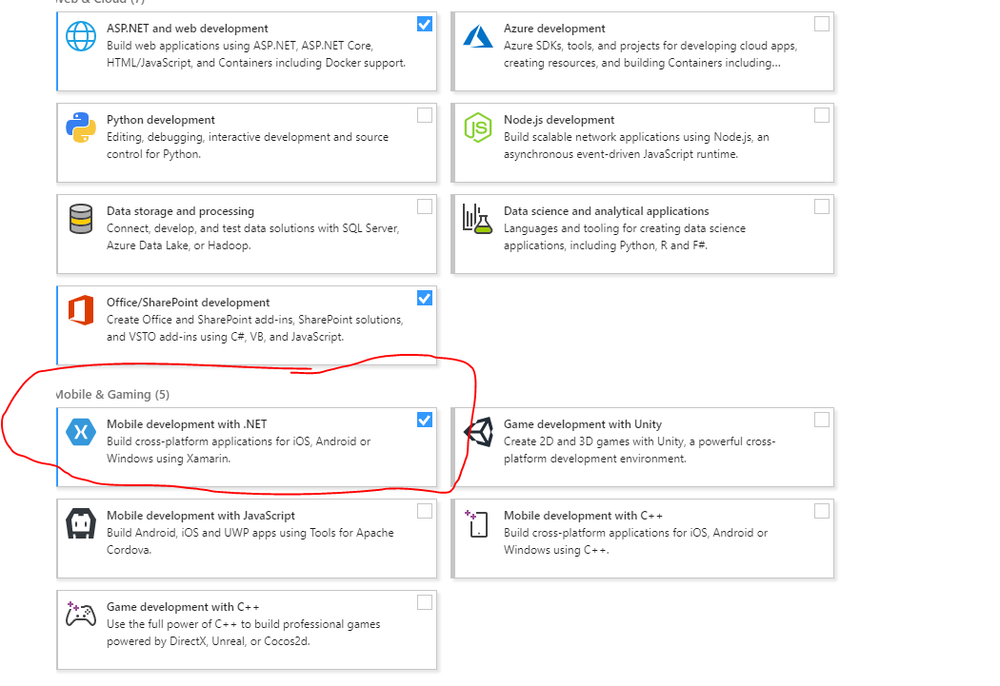 Web & Cloud (7)
ASP.NET and web development
Build web applications using ASP.NET, ASP.NET Core,
HTML/JavaScript, and Containers including Docker support.
Azure development
Azure SDKs, tools, and projects for developing cloud apps,
creating resources, and building Containers including...
Python development
Editing, debugging, interactive development and source
control for Python.
Node.js development
Build scalable network applications using Node.js, an
asynchronous event-driven JavaScript runtime.
Data storage and processing
Connect, develop, and test data solutions with SQL Server,
Azure Data Lake, or Hadoop.
Data science and analytical applications
Languages and tooling for creating data science
applications, including Python, R and F#.
Office/SharePoint development
Create Office and SharePoint add-ins, SharePoint solutions,
and VSTO add-ins using C#, VB, and JavaScript.
Mobile & Gaming (5)
Mobile development with .NET
Build cross-platform applications for iOS, Android or
Windows using Xamarin.
Game development with Unity
Create 2D and 3D games with Unity, a powerful cross-
platform development environment.
Mobile development with JavaScript
Build Android, iOS and UWP apps using Tools for Apache
Cordova.
Mobile development with C++
Build cross-platform applications for iOS, Android or
Windows using C++.
Game development with C++
Use the full power of C++ to build professional games
powered by DirectX, Unreal, or Cocos2d.